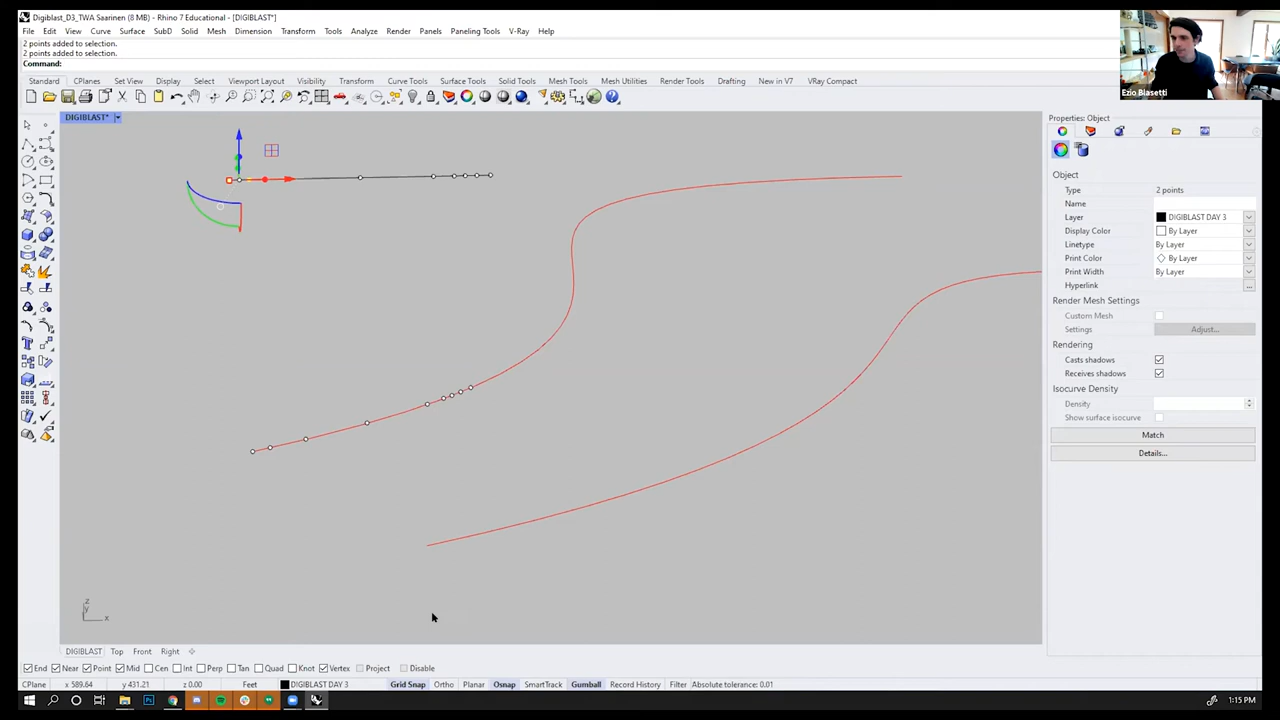 Digiblast_D3_TWA Saarinen (8 MB) - Rhino 7 Educational - [DIGIBLAST*]
File Edit View Curve Surface SubD Solid Mesh Dimension Transform Tools Analyze Render Panels Paneling Tools V-Ray Help
2 points added to selection.
2 points added to selection.
Command:
Standard CPlanes Set View Display Select Viewport Layout Visibility Transform Curve Tools Surface Tools Solid Tools Mesh Tools Mesh Utilities Render Tools Drafting New in V7 VRay Compact
Ezio Blasetti
DIGIBLAST*
Properties: Object
Object
Type 2 points
Name
Layer DIGIBLAST DAY 3
Display Color By Layer
Linetype By Layer
Print Color By Layer
Print Width By Layer
Hyperlink ...
Render Mesh Settings
Custom Mesh
Settings Adjust...
Rendering
Casts shadows
Receives shadows
Isocurve Density
Density
Show surface isocurve
Match
Details...
z
y
x
DIGIBLAST Top Front Right
End Near Point Mid Cen Int Perp Tan Quad Knot Vertex Project Disable
CPlane x 589.64 y 431.21 z 0.00 Feet DIGIBLAST DAY 3 Grid Snap Ortho Planar Osnap SmartTrack Gumball Record History Filter Absolute tolerance: 0.01
1:15 PM